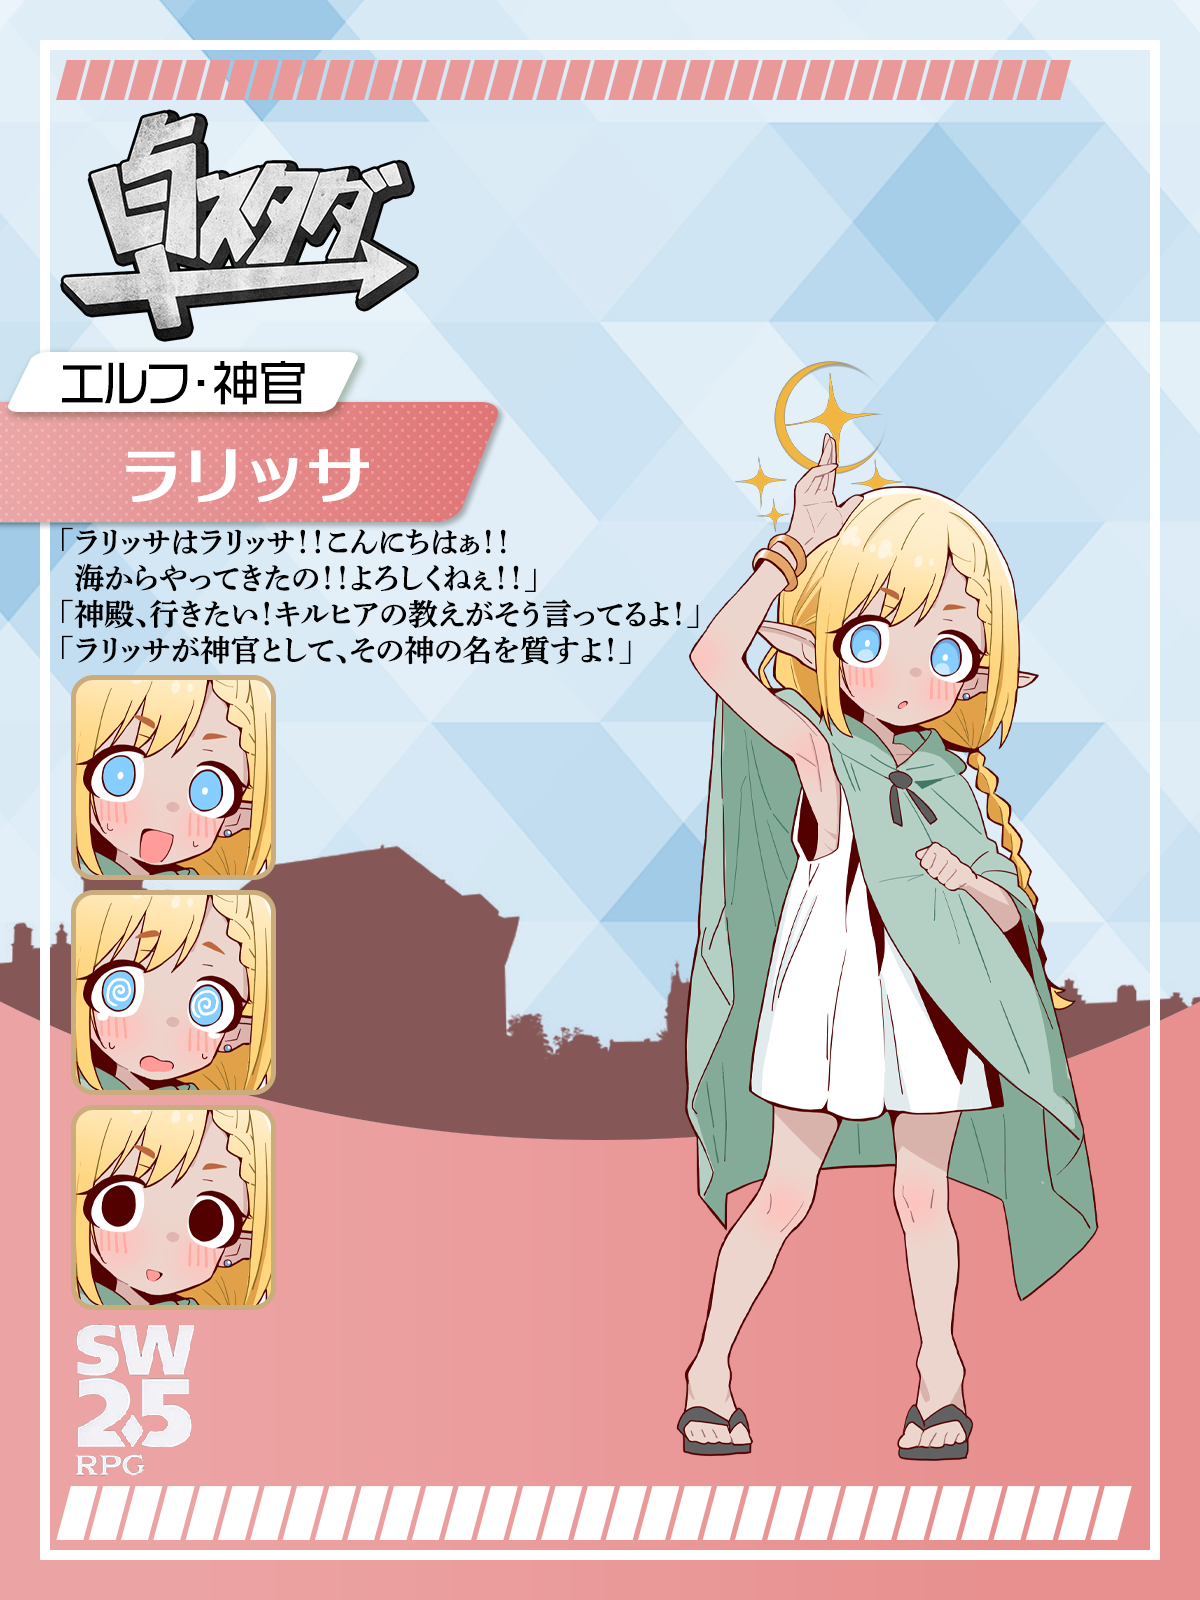 卓ラスタダ
エルフ・神官
ラリッサ
「ラリッサはラリッサ!!こんにちはぁ!!
海からやってきたの!!よろしくねぇ!!」
「神殿、行きたい!キルヒアの教えがそう言ってるよ!」
「ラリッサが神官として、その神の名を質すよ!」
SW
2.5
RPG